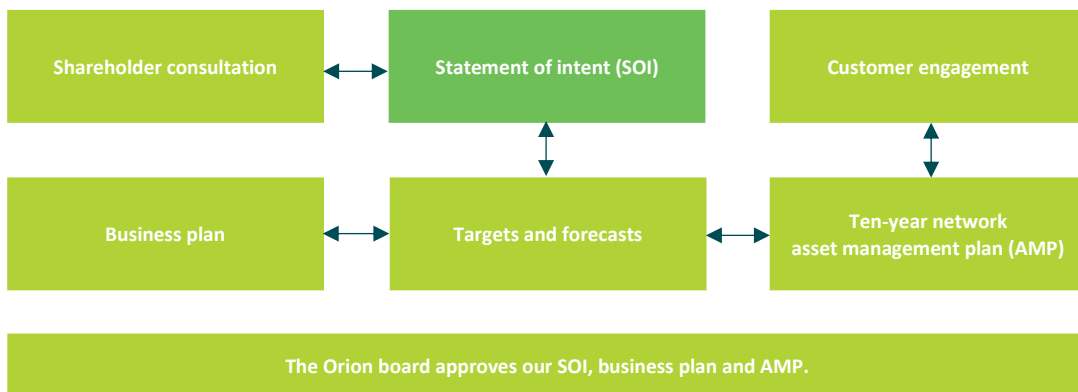 Shareholder consultation
Statement of intent (SOI)
Customer engagement
Business plan
Targets and forecasts
Ten-year network
asset management plan (AMP)
The Orion board approves our SOI, business plan and AMP.